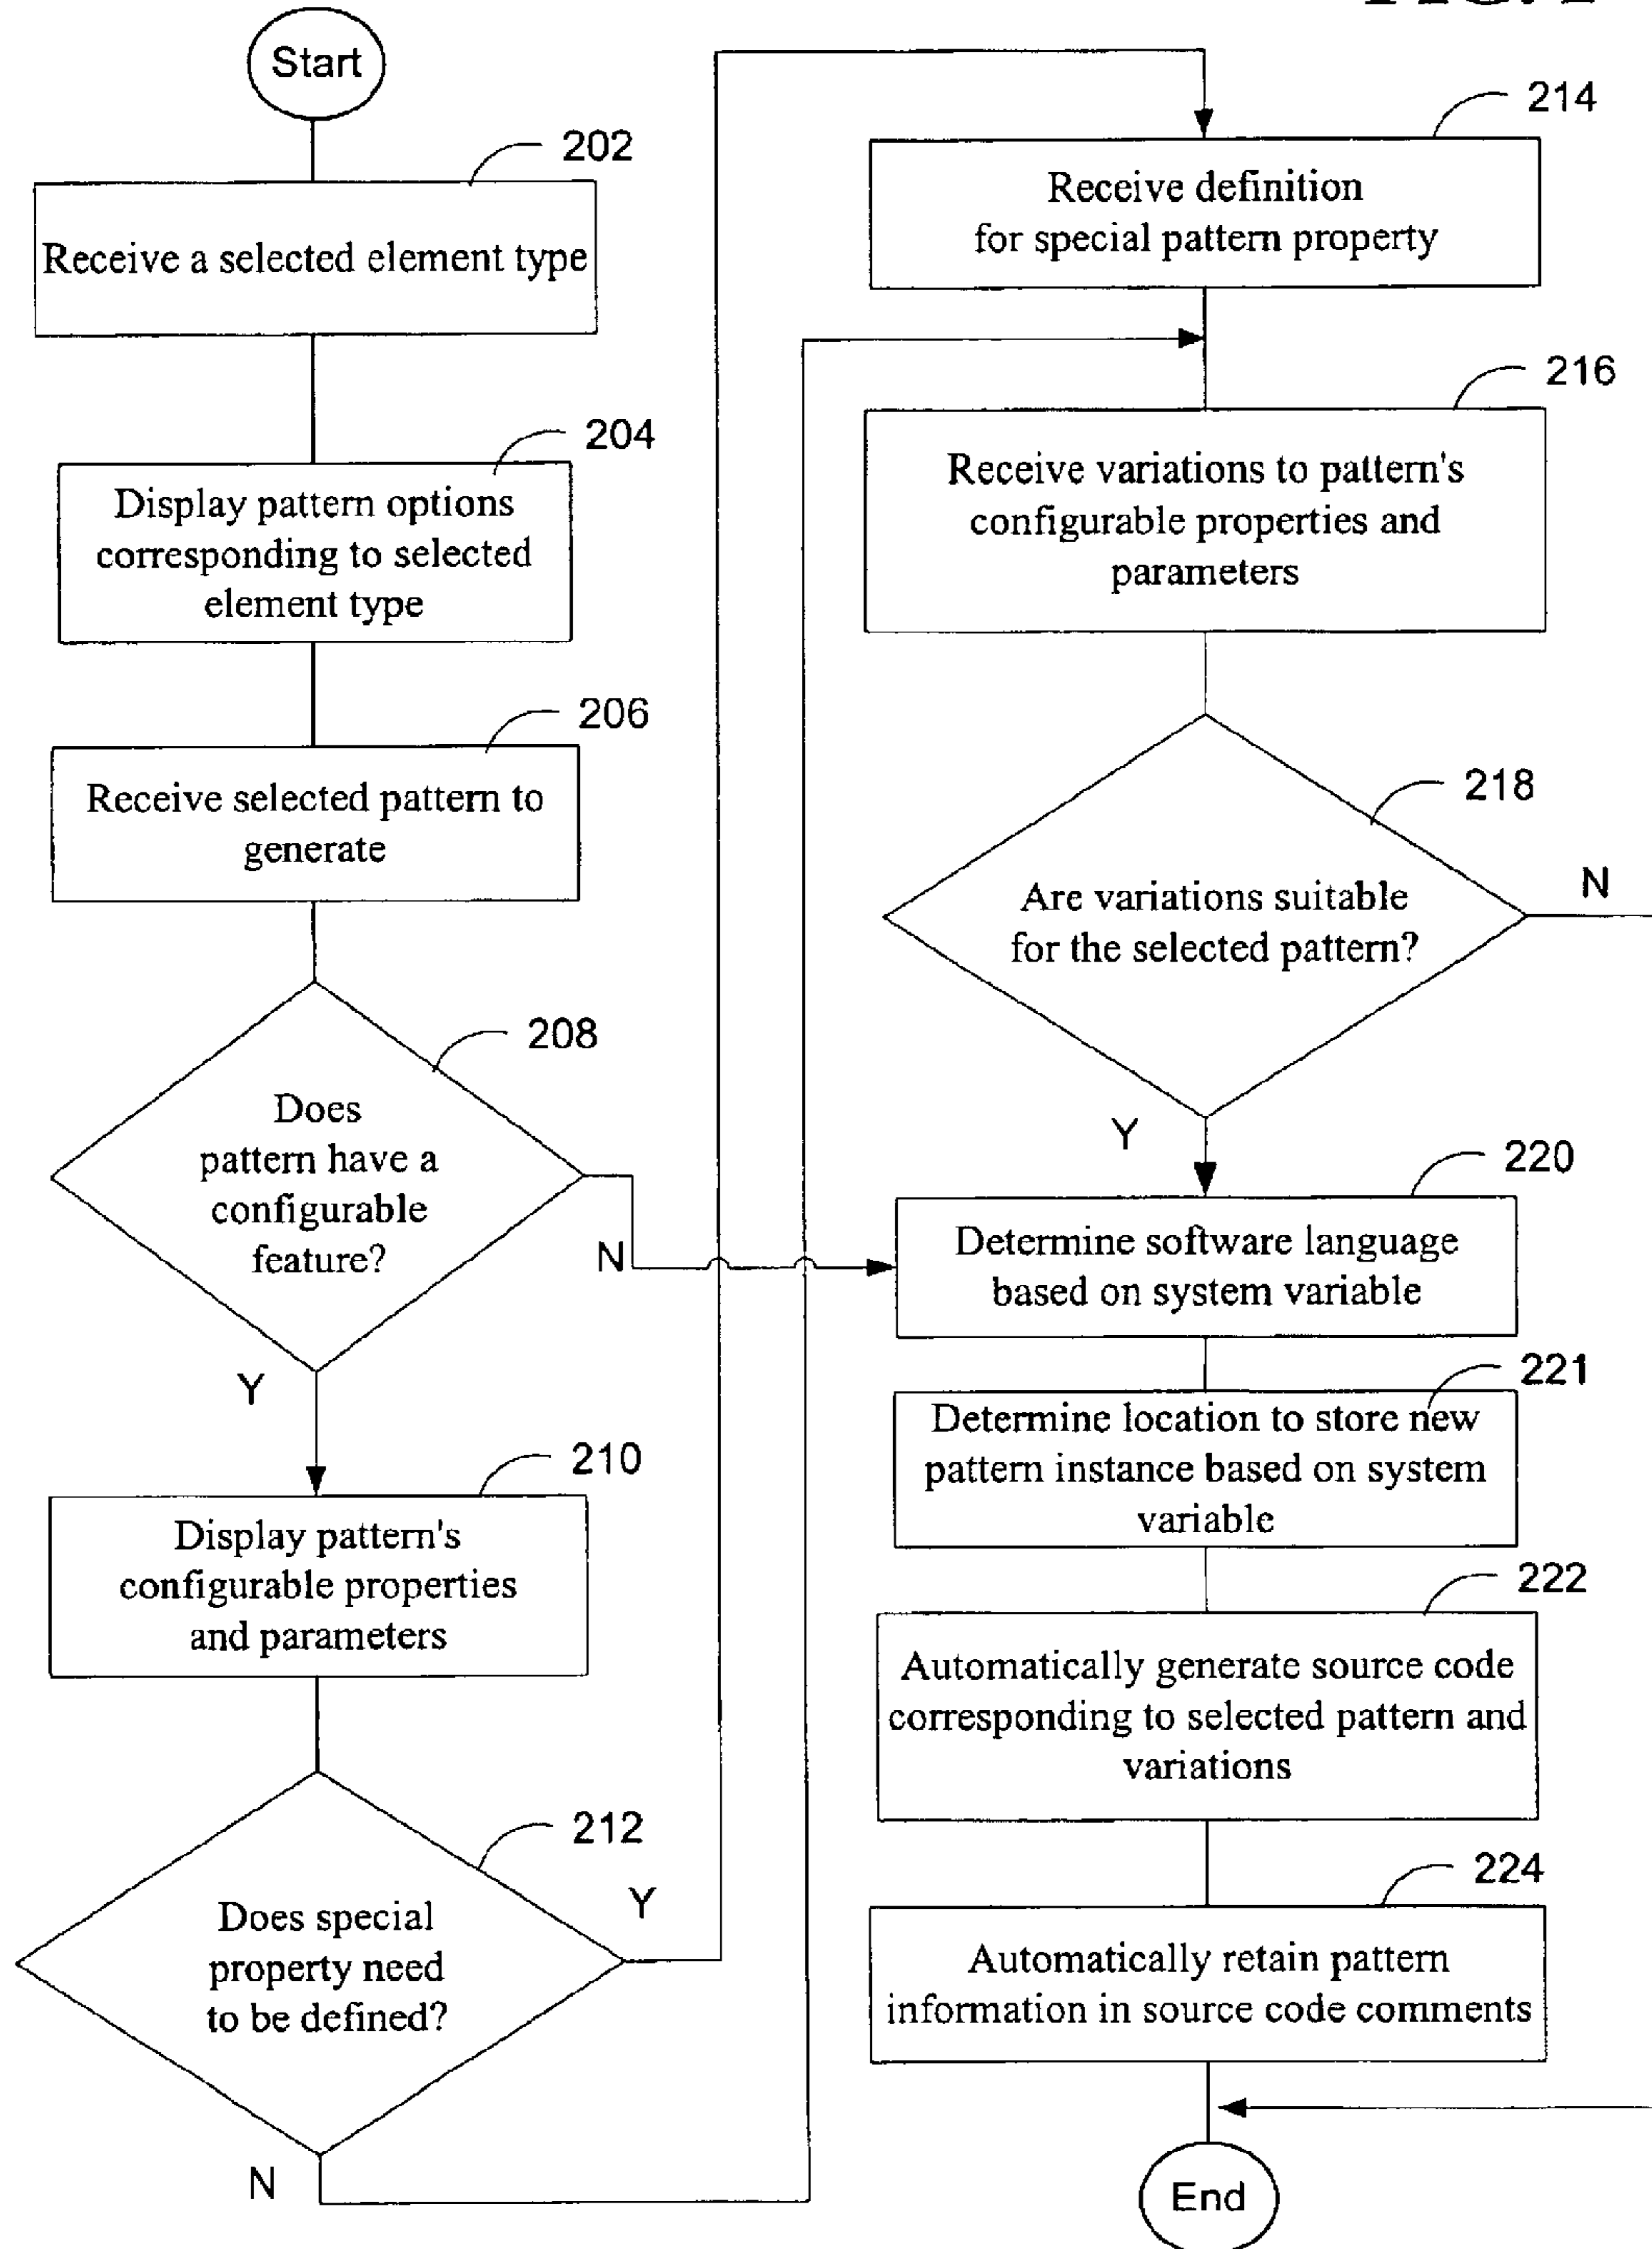 Start
202
Receive a selected element type
204
Display pattern options
corresponding to selected
element type
206
Receive selected pattern to
generate
208
Does
pattern have a
configurable
feature?
N
Y
210
Display pattern's
configurable properties
and parameters
212
Does special
property need
to be defined?
Y
N
214
Receive definition
for special pattern property
216
Receive variations to pattern's
configurable properties and
parameters
218
Are variations suitable
for the selected pattern?
N
Y
220
Determine software language
based on system variable
221
Determine location to store new
pattern instance based on system
variable
222
Automatically generate source code
corresponding to selected pattern and
variations
224
Automatically retain pattern
information in source code comments
End